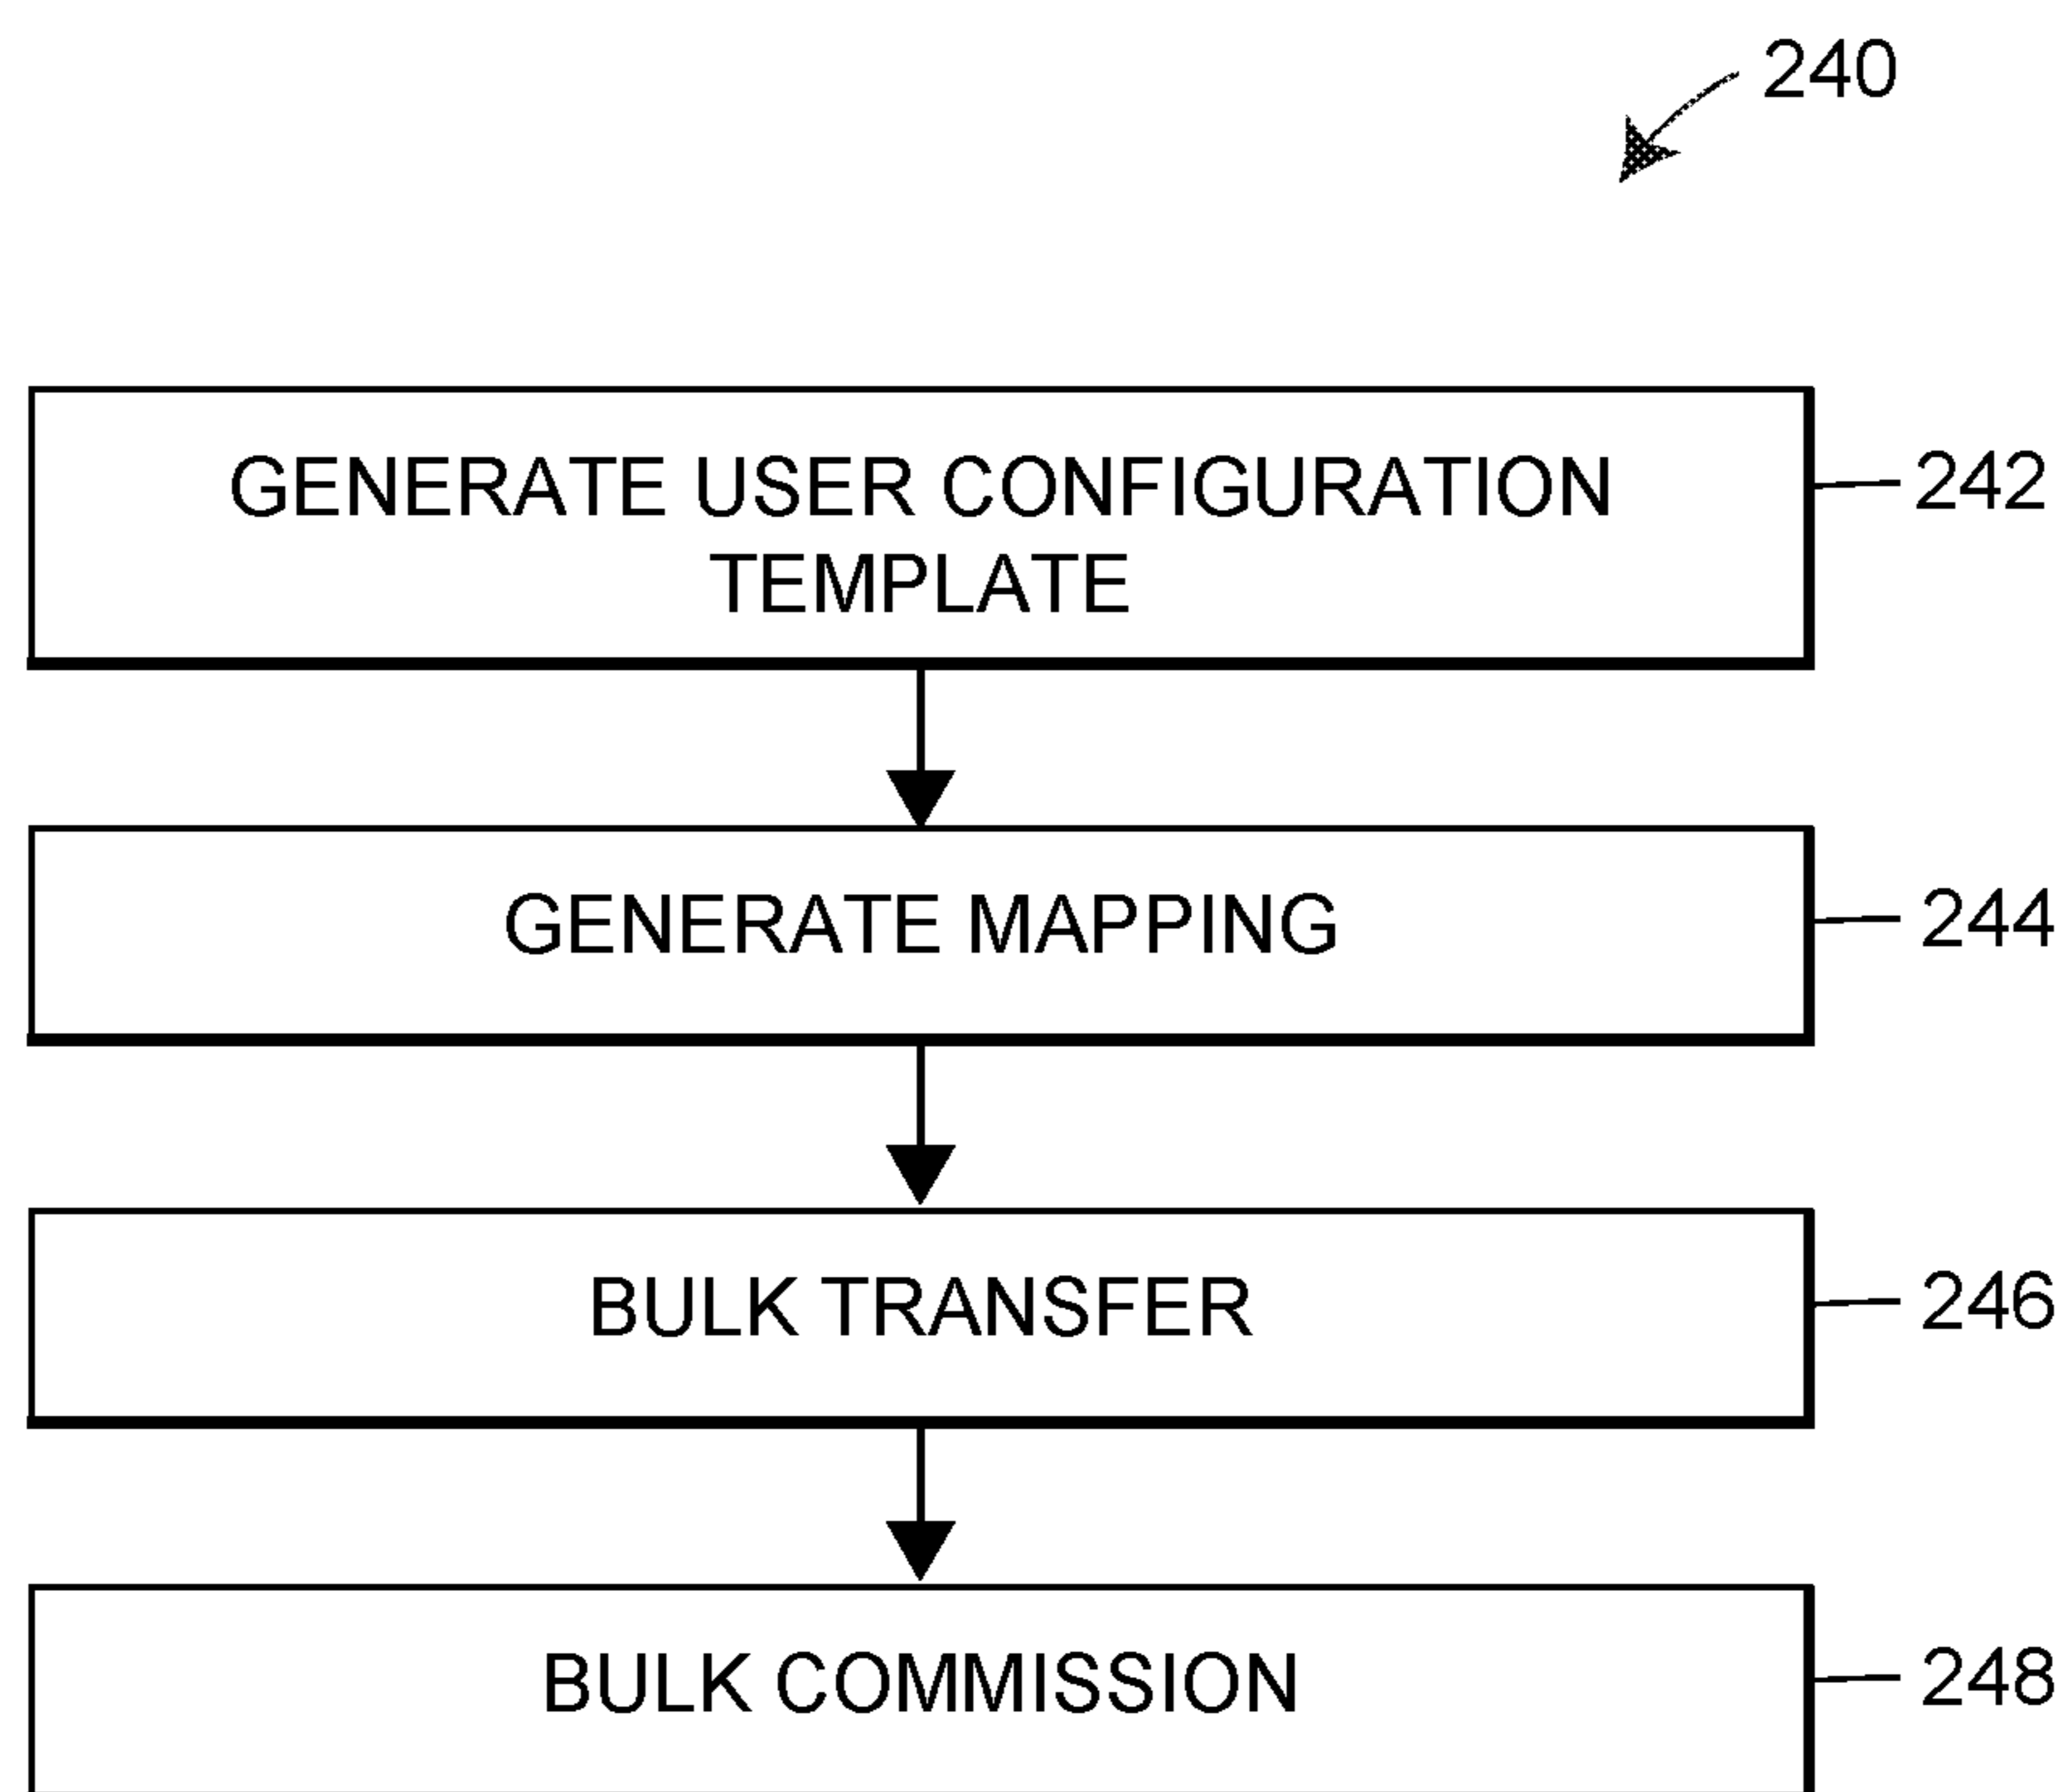 240
GENERATE USER CONFIGURATION
TEMPLATE
242
GENERATE MAPPING
244
BULK TRANSFER
246
BULK COMMISSION
248